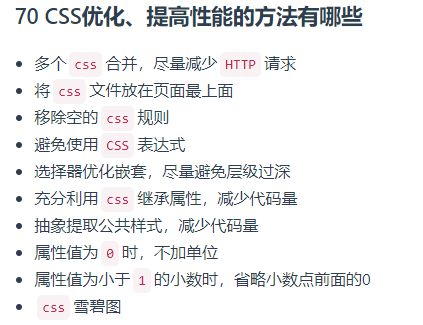 70 CSS优化、提高性能的方法有哪些
多个 css 合并，尽量减少 HTTP 请求
将 css 文件放在页面最上面
移除空的 css 规则
避免使用 CSS 表达式
选择器优化嵌套，尽量避免层级过深
充分利用 css 继承属性，减少代码量
抽象提取公共样式，减少代码量
属性值为 0 时，不加单位
属性值为小于 1 的小数时，省略小数点前面的0
css 雪碧图